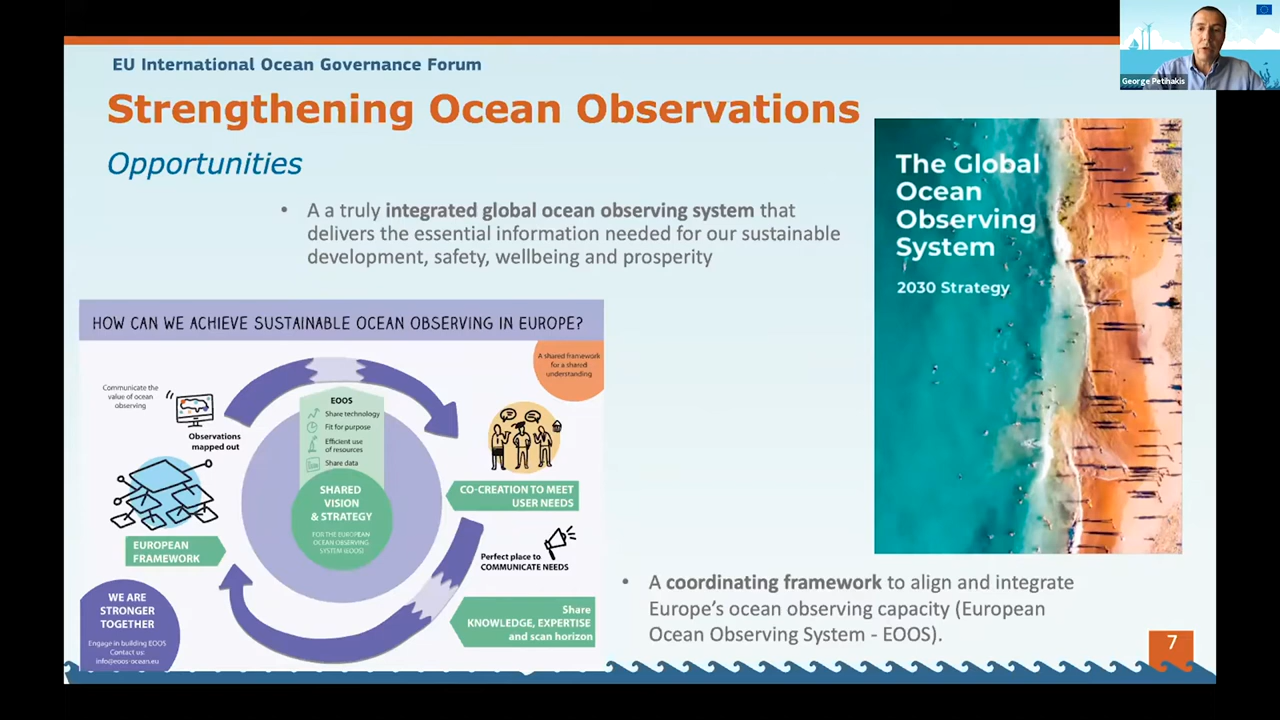 George Petihakis
EU International Ocean Governance Forum
Strengthening Ocean Observations
Opportunities
• A a truly integrated global ocean observing system that
delivers the essential information needed for our sustainable
development, safety, wellbeing and prosperity
The Global
Ocean
Observing
System
2030 Strategy
HOW CAN WE ACHIEVE SUSTAINABLE OCEAN OBSERVING IN EUROPE?
A shared framework
for a shared
understanding
Communicate the
value of ocean
observing
Observations
mapped out
EOOS
Share technology
Fit for purpose
Efficient use
of resources
Share data
SHARED
VISION
& STRATEGY
FOR THE EUROPEAN
OCEAN OBSERVING
SYSTEM (EOOS)
CO-CREATION TO MEET
USER NEEDS
EUROPEAN
FRAMEWORK
Perfect place to
COMMUNICATE NEEDS
Share
KNOWLEDGE, EXPERTISE
and scan horizon
WE ARE
STRONGER
TOGETHER
Engage in building EOOS
Contact us:
info@eoos-ocean.eu
• A coordinating framework to align and integrate
Europe's ocean observing capacity (European
Ocean Observing System - EOOS).
7